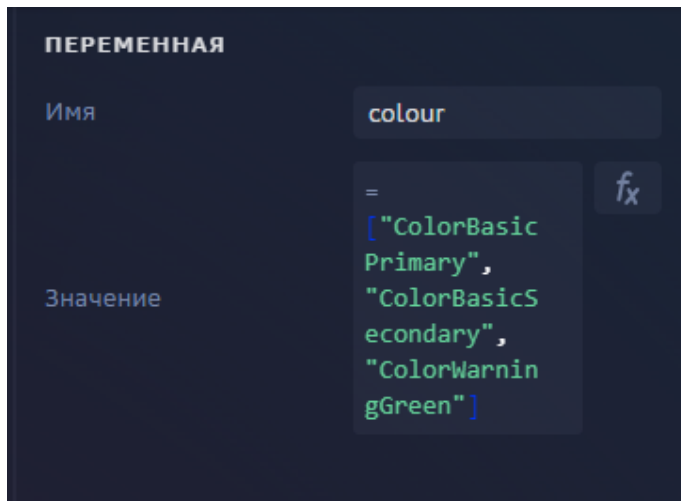 ПЕРЕМЕННАЯ
Имя
colour
=
["ColorBasic
Primary",
"ColorBasicS
econdary",
"ColorWarnin
gGreen"]
fx
Значение